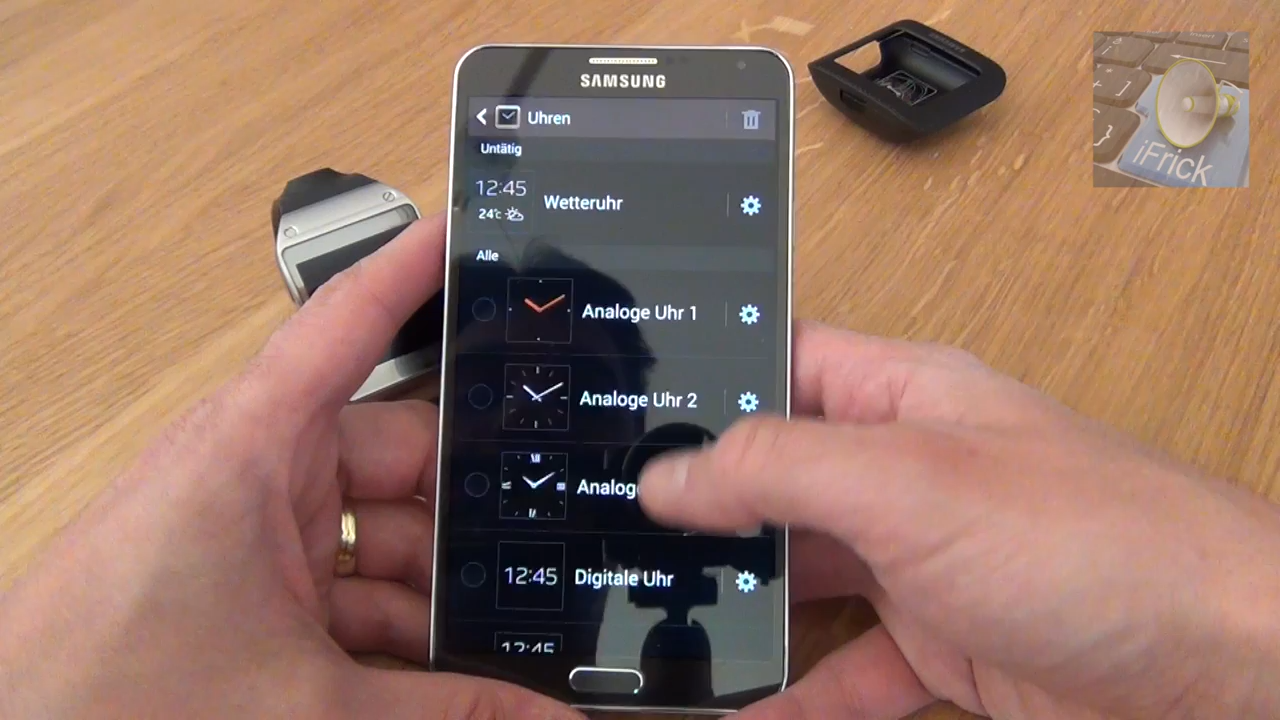 SAMSUNG
Uhren
Untätig
12:45
24°c
Wetteruhr
Alle
Analoge Uhr 1
Analoge Uhr 2
Analoge
12:45
Digitale Uhr
12:45
iFrick